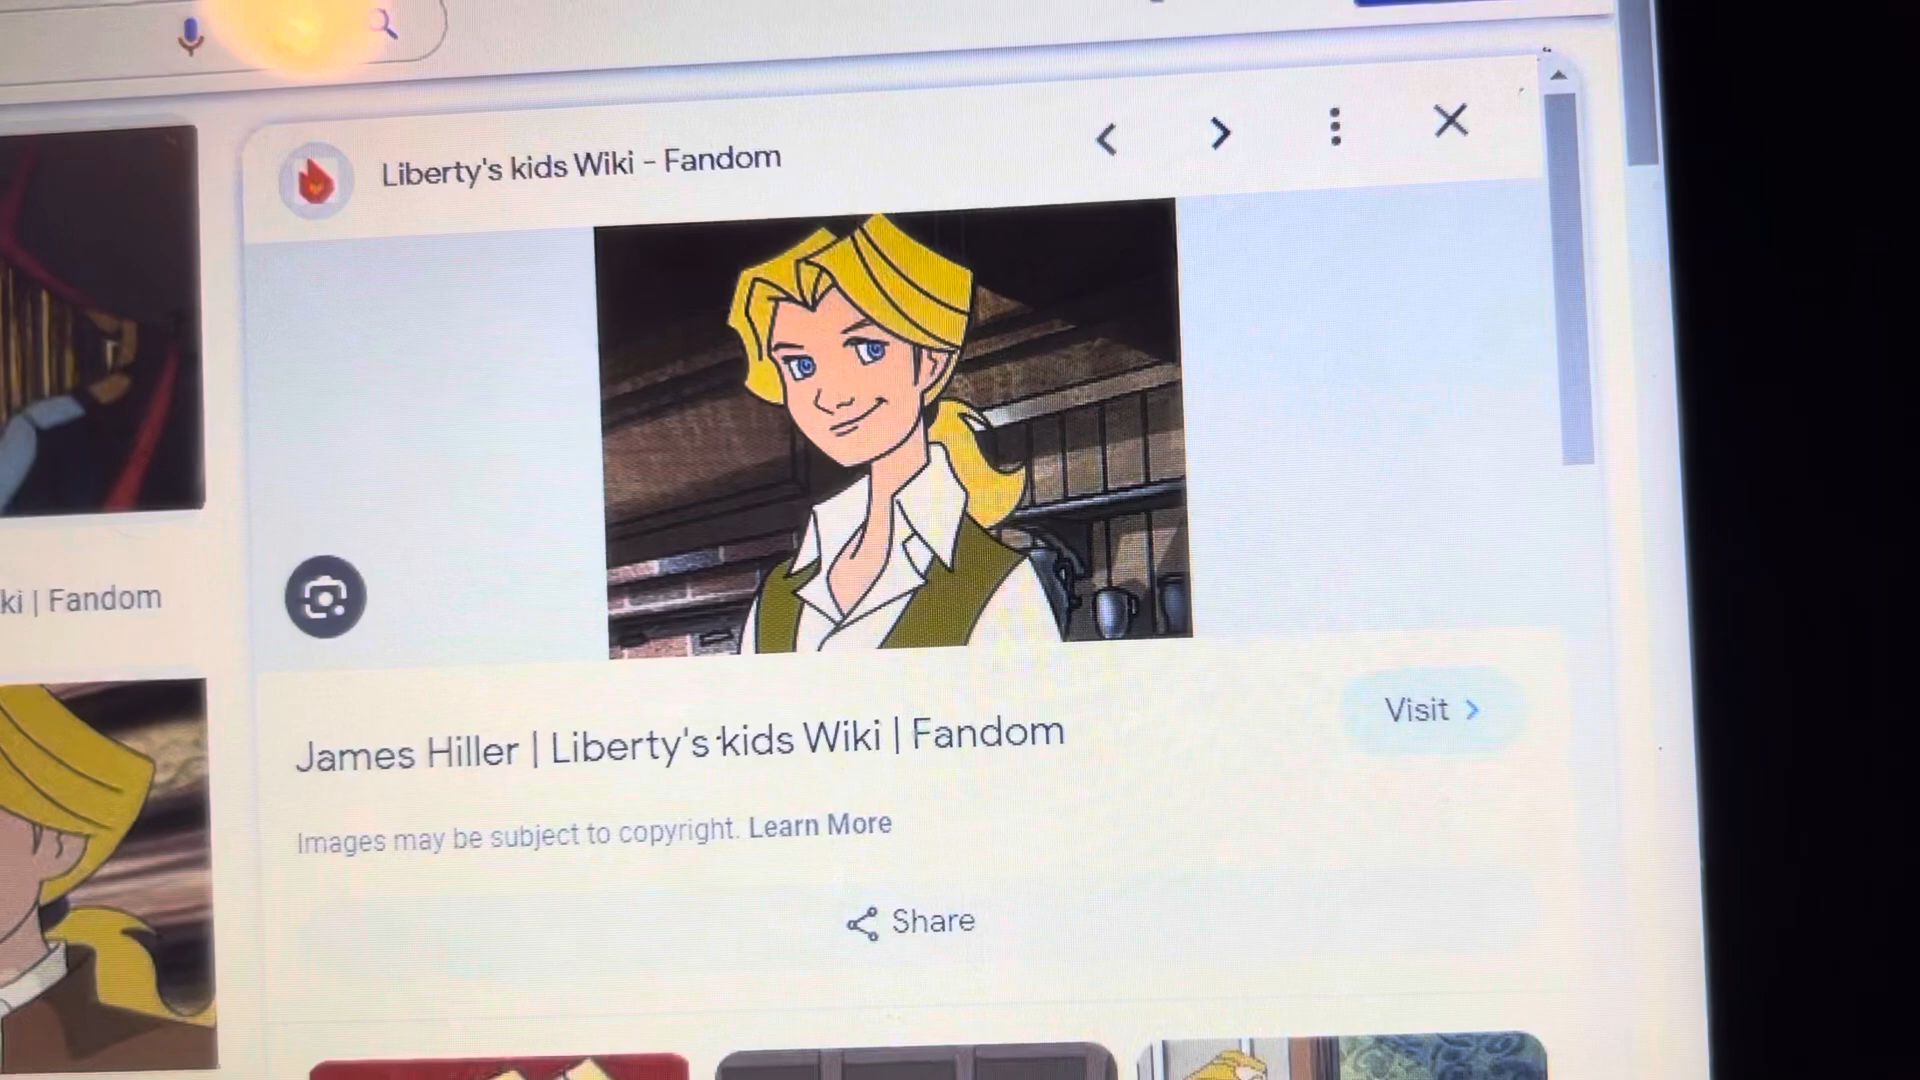 Liberty's kids Wiki - Fandom
ki | Fandom
James Hiller | Liberty's kids Wiki | Fandom
Visit
Images may be subject to copyright. Learn More
Share